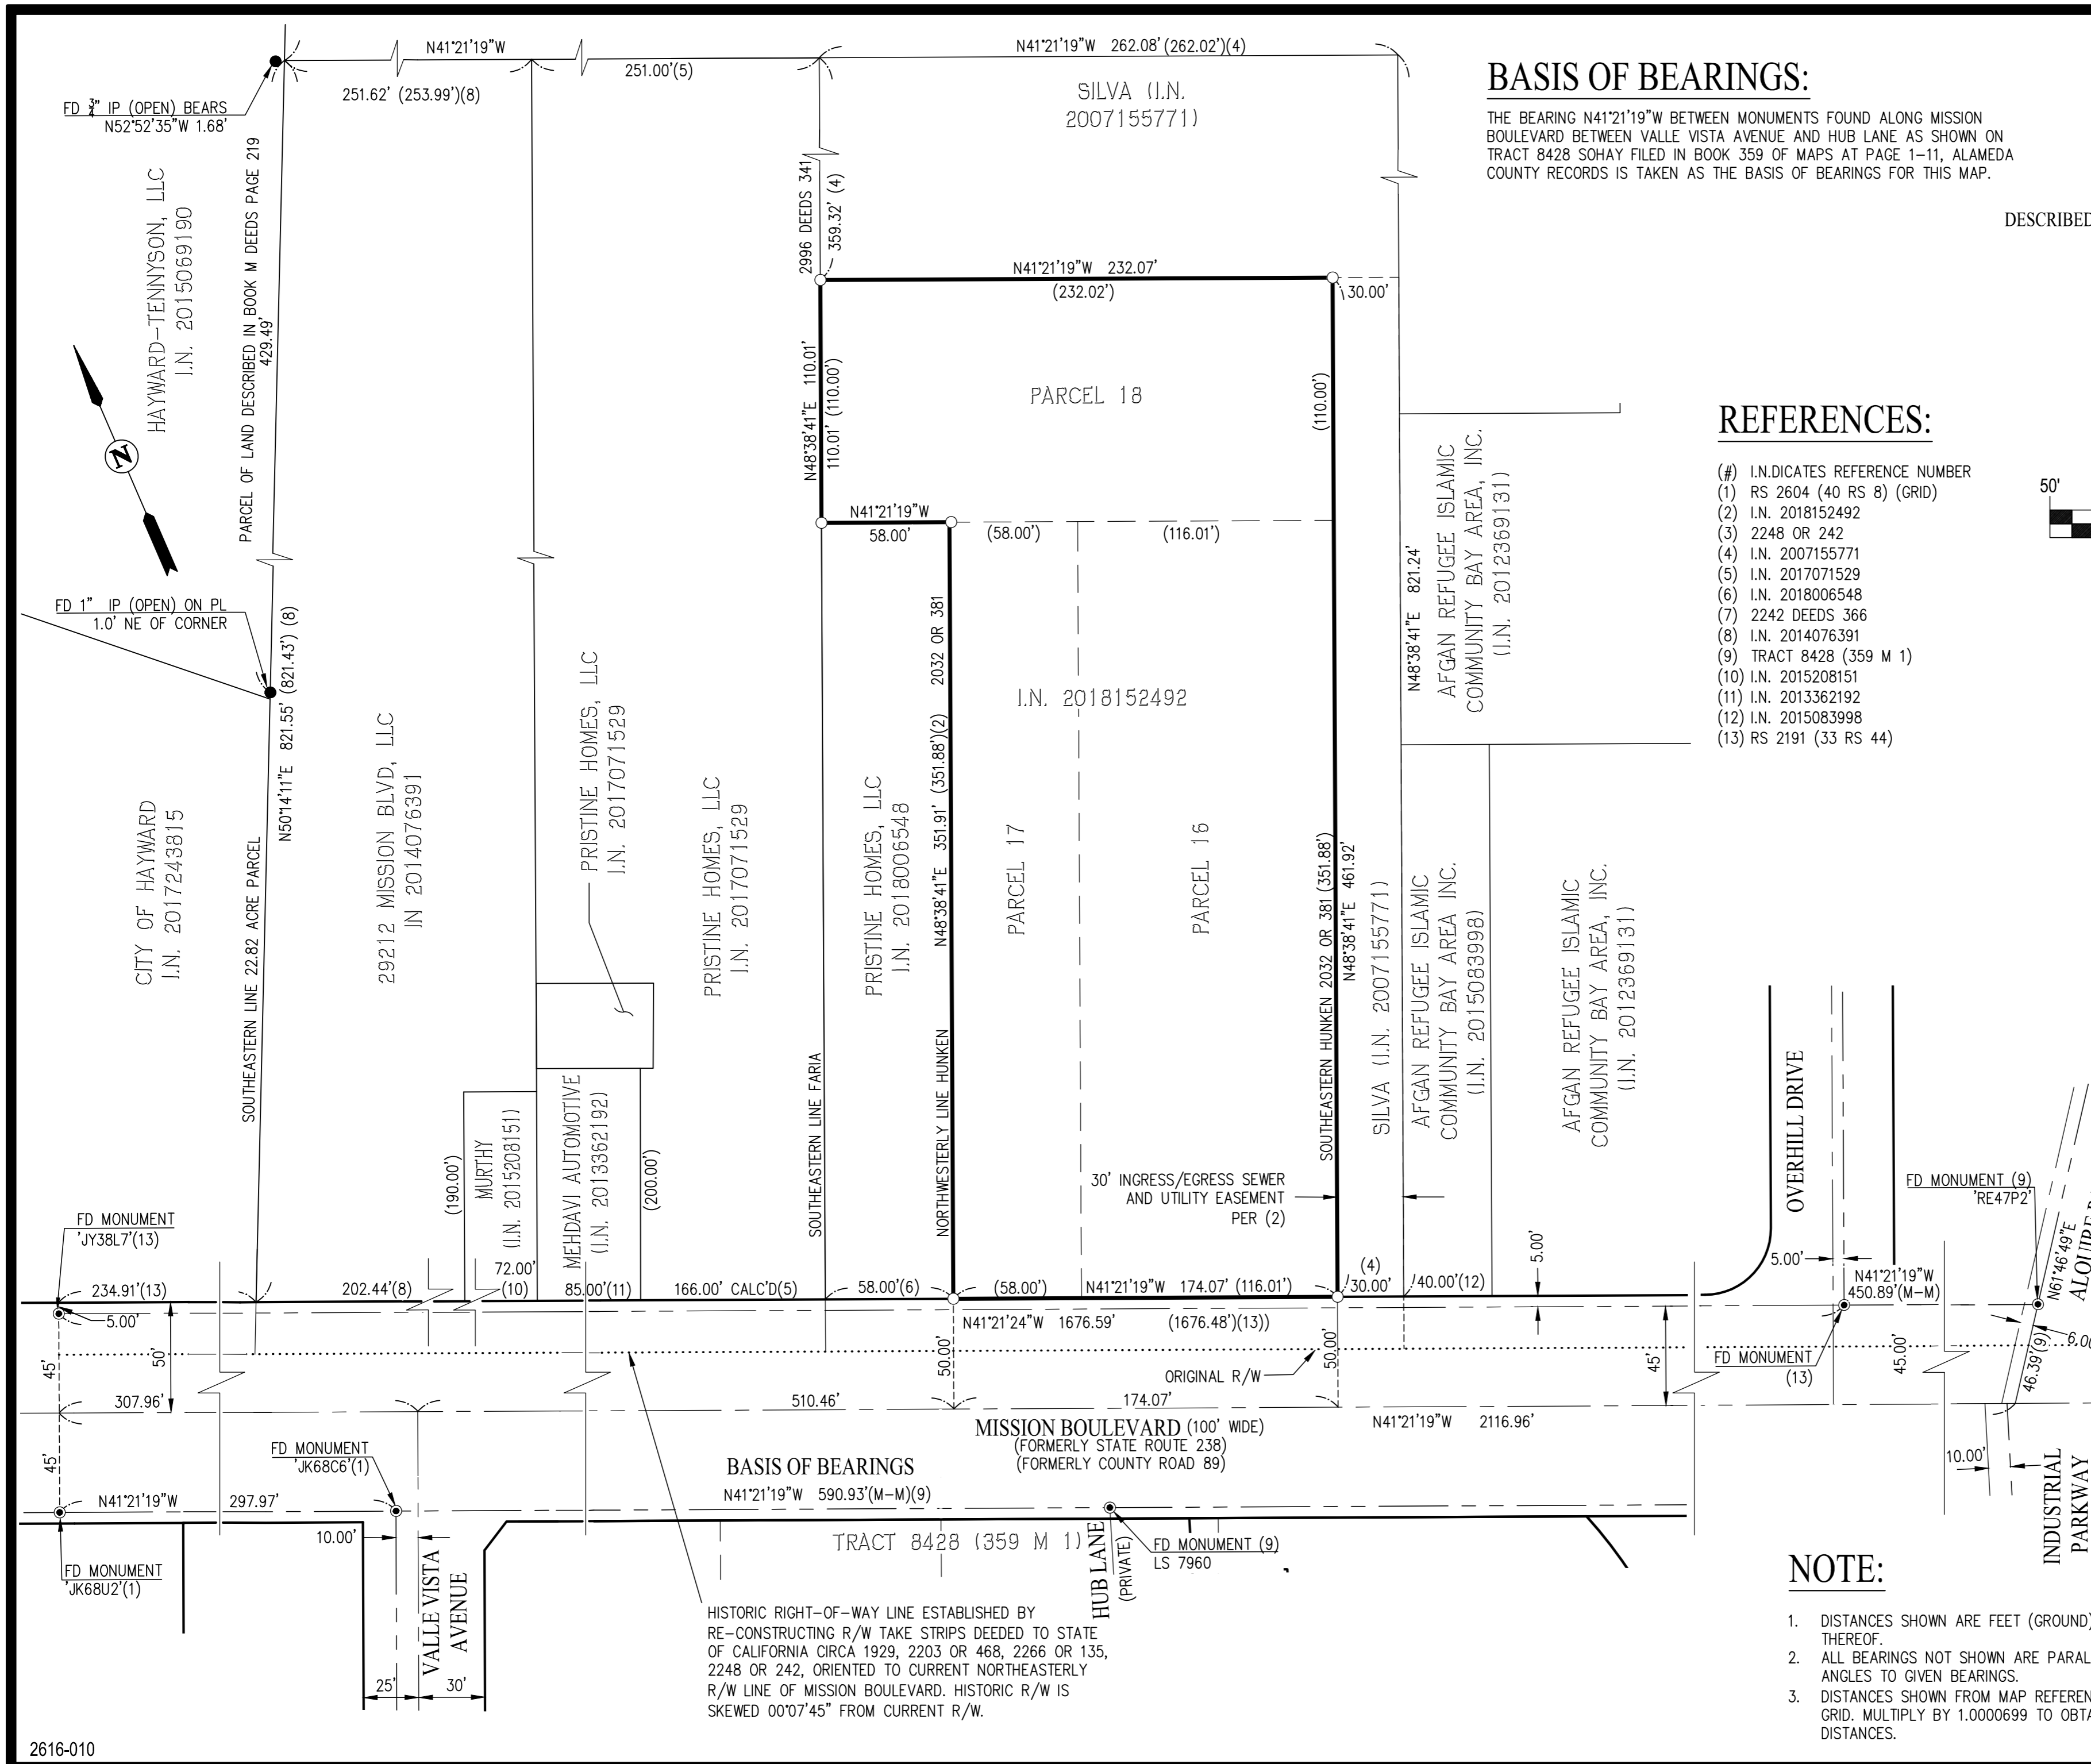 N41°21'19"W
251.62' (253.99')(8)
251.00'(5)
N41°21'19"W 262.08' (262.02')(4)
FD 3/4" IP (OPEN) BEARS
N52°52'35"W 1.68'
HAYWARD-TENNYSON, LLC
I.N. 2015069190
PARCEL OF LAND DESCRIBED IN BOOK M DEEDS PAGE 219
429.49'
N
SILVA (I.N.
2007155771)
2996 DEEDS 341
359.32' (4)
BASIS OF BEARINGS:
THE BEARING N41°21'19"W BETWEEN MONUMENTS FOUND ALONG MISSION
BOULEVARD BETWEEN VALLE VISTA AVENUE AND HUB LANE AS SHOWN ON
TRACT 8428 SOHAY FILED IN BOOK 359 OF MAPS AT PAGE 1-11, ALAMEDA
COUNTY RECORDS IS TAKEN AS THE BASIS OF BEARINGS FOR THIS MAP.
DESCRIBED
N41°21'19"W 232.07'
(232.02')
30.00'
N48°38'41"E 110.01'
110.01' (110.00')
PARCEL 18
(110.00')
N41°21'19"W
58.00'
(58.00')
(116.01')
REFERENCES:
(#) I.N.DICATES REFERENCE NUMBER
(1) RS 2604 (40 RS 8) (GRID)
(2) I.N. 2018152492
(3) 2248 OR 242
(4) I.N. 2007155771
(5) I.N. 2017071529
(6) I.N. 2018006548
(7) 2242 DEEDS 366
(8) I.N. 2014076391
(9) TRACT 8428 (359 M 1)
(10) I.N. 2015208151
(11) I.N. 2013362192
(12) I.N. 2015083998
(13) RS 2191 (33 RS 44)
50'
FD 1" IP (OPEN) ON PL
1.0' NE OF CORNER
N50°14'11"E 821.55' (821.43') (8)
SOUTHEASTERN LINE 22.82 ACRE PARCEL
CITY OF HAYWARD
I.N. 2017243815
29212 MISSION BLVD, LLC
IN 2014076391
PRISTINE HOMES, LLC
I.N. 2017071529
PRISTINE HOMES, LLC
I.N. 2017071529
PRISTINE HOMES, LLC
I.N. 2018006548
SOUTHEASTERN LINE FARIA
NORTHWESTERLY LINE HUNKEN
N48°38'41"E 351.91' (351.88')(2)
2032 OR 381
I.N. 2018152492
PARCEL 17
PARCEL 16
SOUTHEASTERN HUNKEN 2032 OR 381 (351.88')
N48°38'41"E 461.92'
SILVA (I.N. 2007155771)
N48°38'41"E 821.24'
AFGAN REFUGEE ISLAMIC
COMMUNITY BAY AREA, INC.
(I.N. 2012369131)
AFGAN REFUGEE ISLAMIC
COMMUNITY BAY AREA INC.
(I.N. 2015083998)
AFGAN REFUGEE ISLAMIC
COMMUNITY BAY AREA, INC.
(I.N. 2012369131)
(190.00')
MURTHY
(I.N. 2015208151)
MEHDAVI AUTOMOTIVE
(I.N. 2013362192)
(200.00')
30' INGRESS/EGRESS SEWER
AND UTILITY EASEMENT
PER (2)
OVERHILL DRIVE
FD MONUMENT (9)
'RE47P2'
N61°46'49"E
FD MONUMENT
'JY38L7'(13)
234.91'(13)
202.44'(8)
72.00'
(10)
85.00'(11)
166.00' CALC'D(5)
58.00'(6)
(58.00')
N41°21'19"W 174.07' (116.01')
(4)
30.00'
40.00'(12)
5.00'
5.00'
N41°21'19"W
450.89'(M-M)
5.00'
N41°21'24"W 1676.59' (1676.48')(13))
45'
50'
50.00'
50.00'
ORIGINAL R/W
45'
FD MONUMENT
(13)
45.00'
46.39'(9)
307.96'
510.46'
174.07'
N41°21'19"W 2116.96'
MISSION BOULEVARD (100' WIDE)
(FORMERLY STATE ROUTE 238)
(FORMERLY COUNTY ROAD 89)
45'
FD MONUMENT
'JK68C6'(1)
BASIS OF BEARINGS
N41°21'19"W 590.93'(M-M)(9)
N41°21'19"W 297.97'
10.00'
INDUSTRIAL
PARKWAY
10.00'
TRACT 8428 (359 M 1)
HUB LANE
(PRIVATE)
FD MONUMENT (9)
LS 7960
FD MONUMENT
'JK68U2'(1)
VALLE VISTA
AVENUE
25'
30'
HISTORIC RIGHT-OF-WAY LINE ESTABLISHED BY
RE-CONSTRUCTING R/W TAKE STRIPS DEEDED TO STATE
OF CALIFORNIA CIRCA 1929, 2203 OR 468, 2266 OR 135,
2248 OR 242, ORIENTED TO CURRENT NORTHEASTERLY
R/W LINE OF MISSION BOULEVARD. HISTORIC R/W IS
SKEWED 00°07'45" FROM CURRENT R/W.
NOTE:
1. DISTANCES SHOWN ARE FEET (GROUND)
THEREOF.
2. ALL BEARINGS NOT SHOWN ARE PARAL
ANGLES TO GIVEN BEARINGS.
3. DISTANCES SHOWN FROM MAP REFEREN
GRID. MULTIPLY BY 1.0000699 TO OBTA
DISTANCES.
2616-010